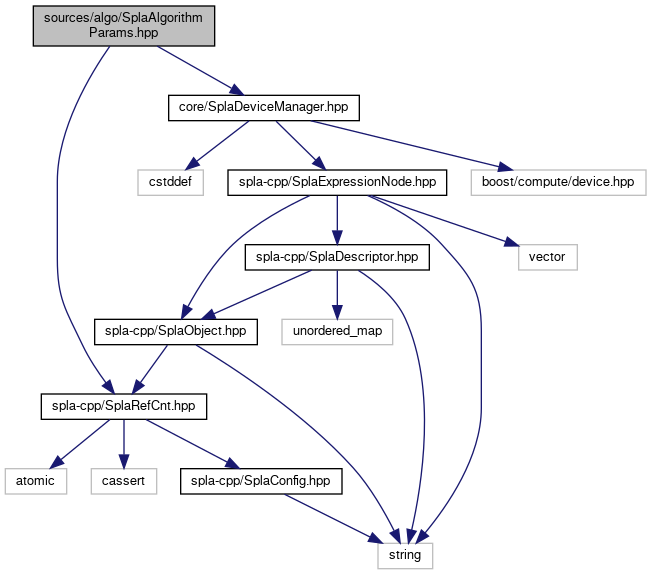 sources/algo/SplaAlgorithm
Params.hpp
core/SplaDeviceManager.hpp
cstddef
spla-cpp/SplaExpressionNode.hpp
boost/compute/device.hpp
spla-cpp/SplaDescriptor.hpp
vector
spla-cpp/SplaObject.hpp
unordered_map
spla-cpp/SplaRefCnt.hpp
atomic
cassert
spla-cpp/SplaConfig.hpp
string